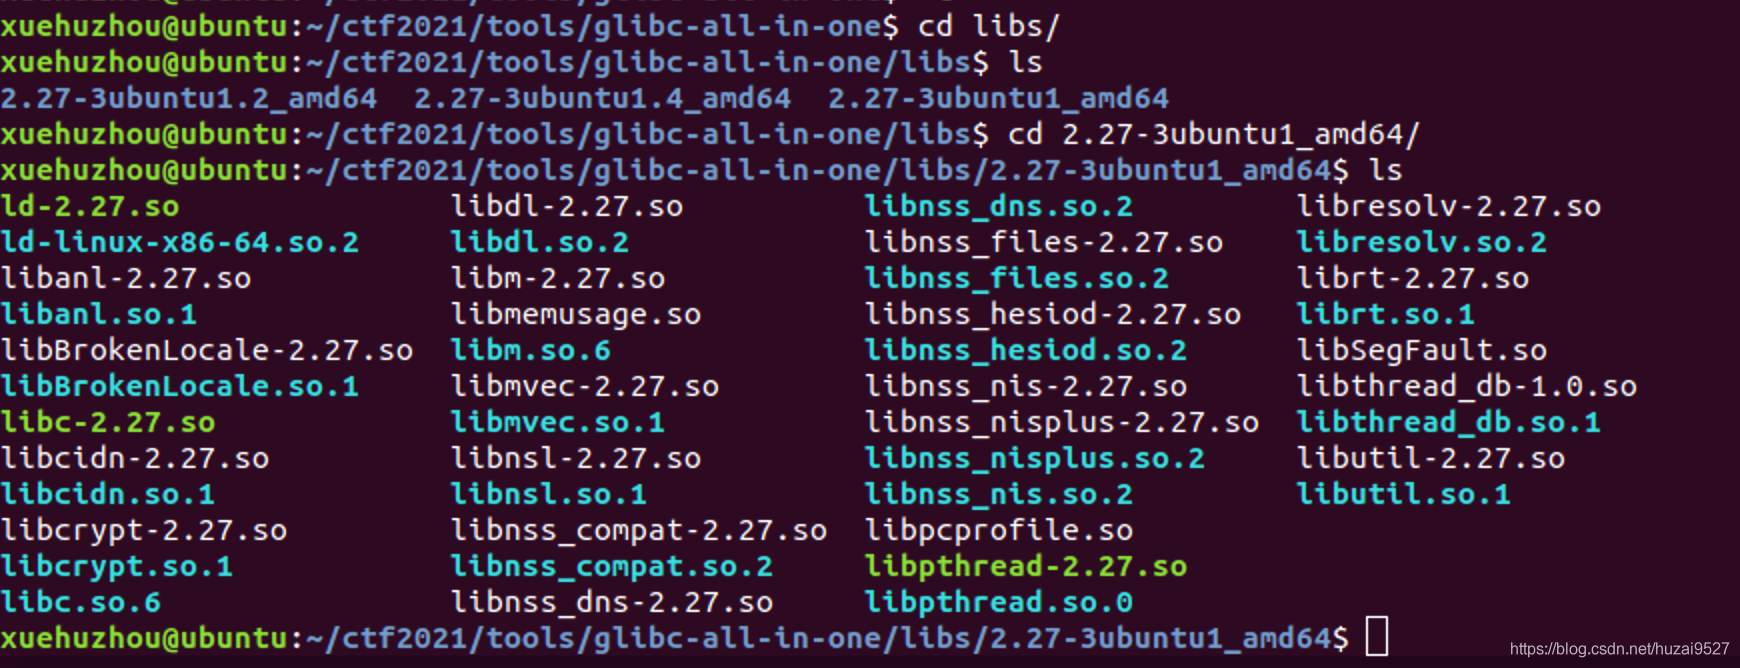 xuehuzhou@ubuntu:~/ctf2021/tools/glibc-all-in-one$ cd libs/
xuehuzhou@ubuntu:~/ctf2021/tools/glibc-all-in-one/libs$ ls
2.27-3ubuntu1.2_amd64  2.27-3ubuntu1.4_amd64  2.27-3ubuntu1_amd64
xuehuzhou@ubuntu:~/ctf2021/tools/glibc-all-in-one/libs$ cd 2.27-3ubuntu1_amd64/
xuehuzhou@ubuntu:~/ctf2021/tools/glibc-all-in-one/libs/2.27-3ubuntu1_amd64$ ls
ld-2.27.so  libdl-2.27.so  libnss_dns.so.2  libresolv-2.27.so
ld-linux-x86-64.so.2  libdl.so.2  libnss_files-2.27.so  libresolv.so.2
libanl-2.27.so  libm-2.27.so  libnss_files.so.2  librt-2.27.so
libanl.so.1  libmemusage.so  libnss_hesiod-2.27.so  librt.so.1
libBrokenLocale-2.27.so  libm.so.6  libnss_hesiod.so.2  libSegFault.so
libBrokenLocale.so.1  libmvec-2.27.so  libnss_nis-2.27.so  libthread_db-1.0.so
libc-2.27.so  libmvec.so.1  libnss_nisplus-2.27.so  libthread_db.so.1
libcidn-2.27.so  libnsl-2.27.so  libnss_nisplus.so.2  libutil-2.27.so
libcidn.so.1  libnsl.so.1  libnss_nis.so.2  libutil.so.1
libcrypt-2.27.so  libnss_compat-2.27.so  libpcprofile.so
libcrypt.so.1  libnss_compat.so.2  libpthread-2.27.so
libc.so.6  libnss_dns-2.27.so  libpthread.so.0
xuehuzhou@ubuntu:~/ctf2021/tools/glibc-all-in-one/libs/2.27-3ubuntu1_amd64$
https://blog.csdn.net/huzai9527